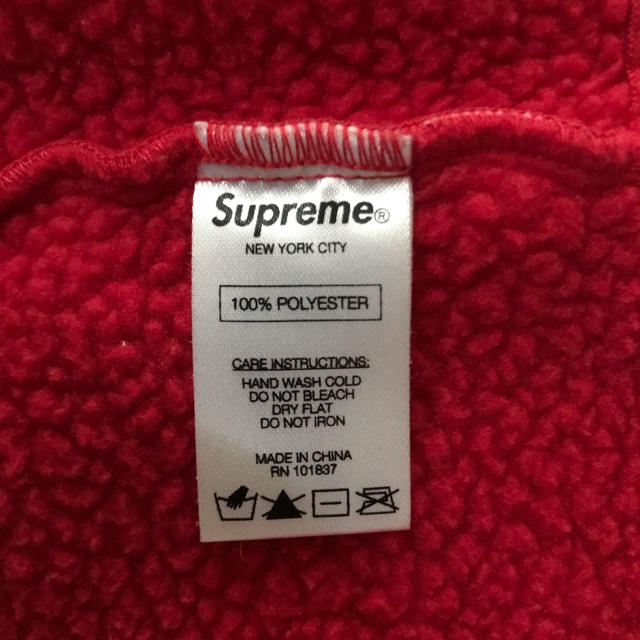 Supreme®
NEW YORK CITY
100% POLYESTER
CARE INSTRUCTIONS:
HAND WASH COLD
DO NOT BLEACH
DRY FLAT
DO NOT IRON
MADE IN CHINA
RN 101837